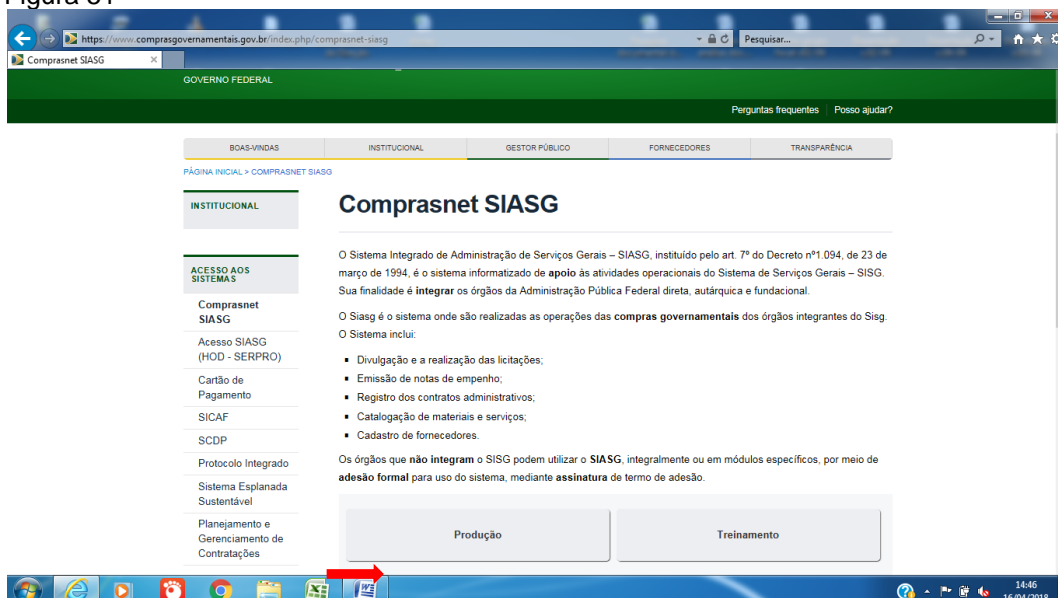 https://www.comprasgovernamentais.gov.br/index.php/comprasnet-siasg
Pesquisar...
Comprasnet SIASG
GOVERNO FEDERAL
Perguntas frequentes
Posso ajudar?
BOAS-VINDAS
INSTITUCIONAL
GESTOR PÚBLICO
FORNECEDORES
TRANSPARÊNCIA
PÁGINA INICIAL > COMPRASNET SIASG
INSTITUCIONAL
ACESSO AOS
SISTEMAS
Comprasnet
SIASG
Acesso SIASG
(HOD - SERPRO)
Cartão de
Pagamento
SICAF
SCDP
Protocolo Integrado
Sistema Esplanada
Sustentável
Planejamento e
Gerenciamento de
Contratações
Comprasnet SIASG
O Sistema Integrado de Administração de Serviços Gerais – SIASG, instituído pelo art. 7º do Decreto nº1.094, de 23 de
março de 1994, é o sistema informatizado de apoio às atividades operacionais do Sistema de Serviços Gerais – SISG.
Sua finalidade é integrar os órgãos da Administração Pública Federal direta, autárquica e fundacional.
O Siasg é o sistema onde são realizadas as operações das compras governamentais dos órgãos integrantes do Sisg.
O Sistema inclui:
Divulgação e a realização das licitações;
Emissão de notas de empenho;
Registro dos contratos administrativos;
Catalogação de materiais e serviços;
Cadastro de fornecedores.
Os órgãos que não integram o SISG podem utilizar o SIASG, integralmente ou em módulos específicos, por meio de
adesão formal para uso do sistema, mediante assinatura de termo de adesão.
Produção
Treinamento
14:46
16/04/2018